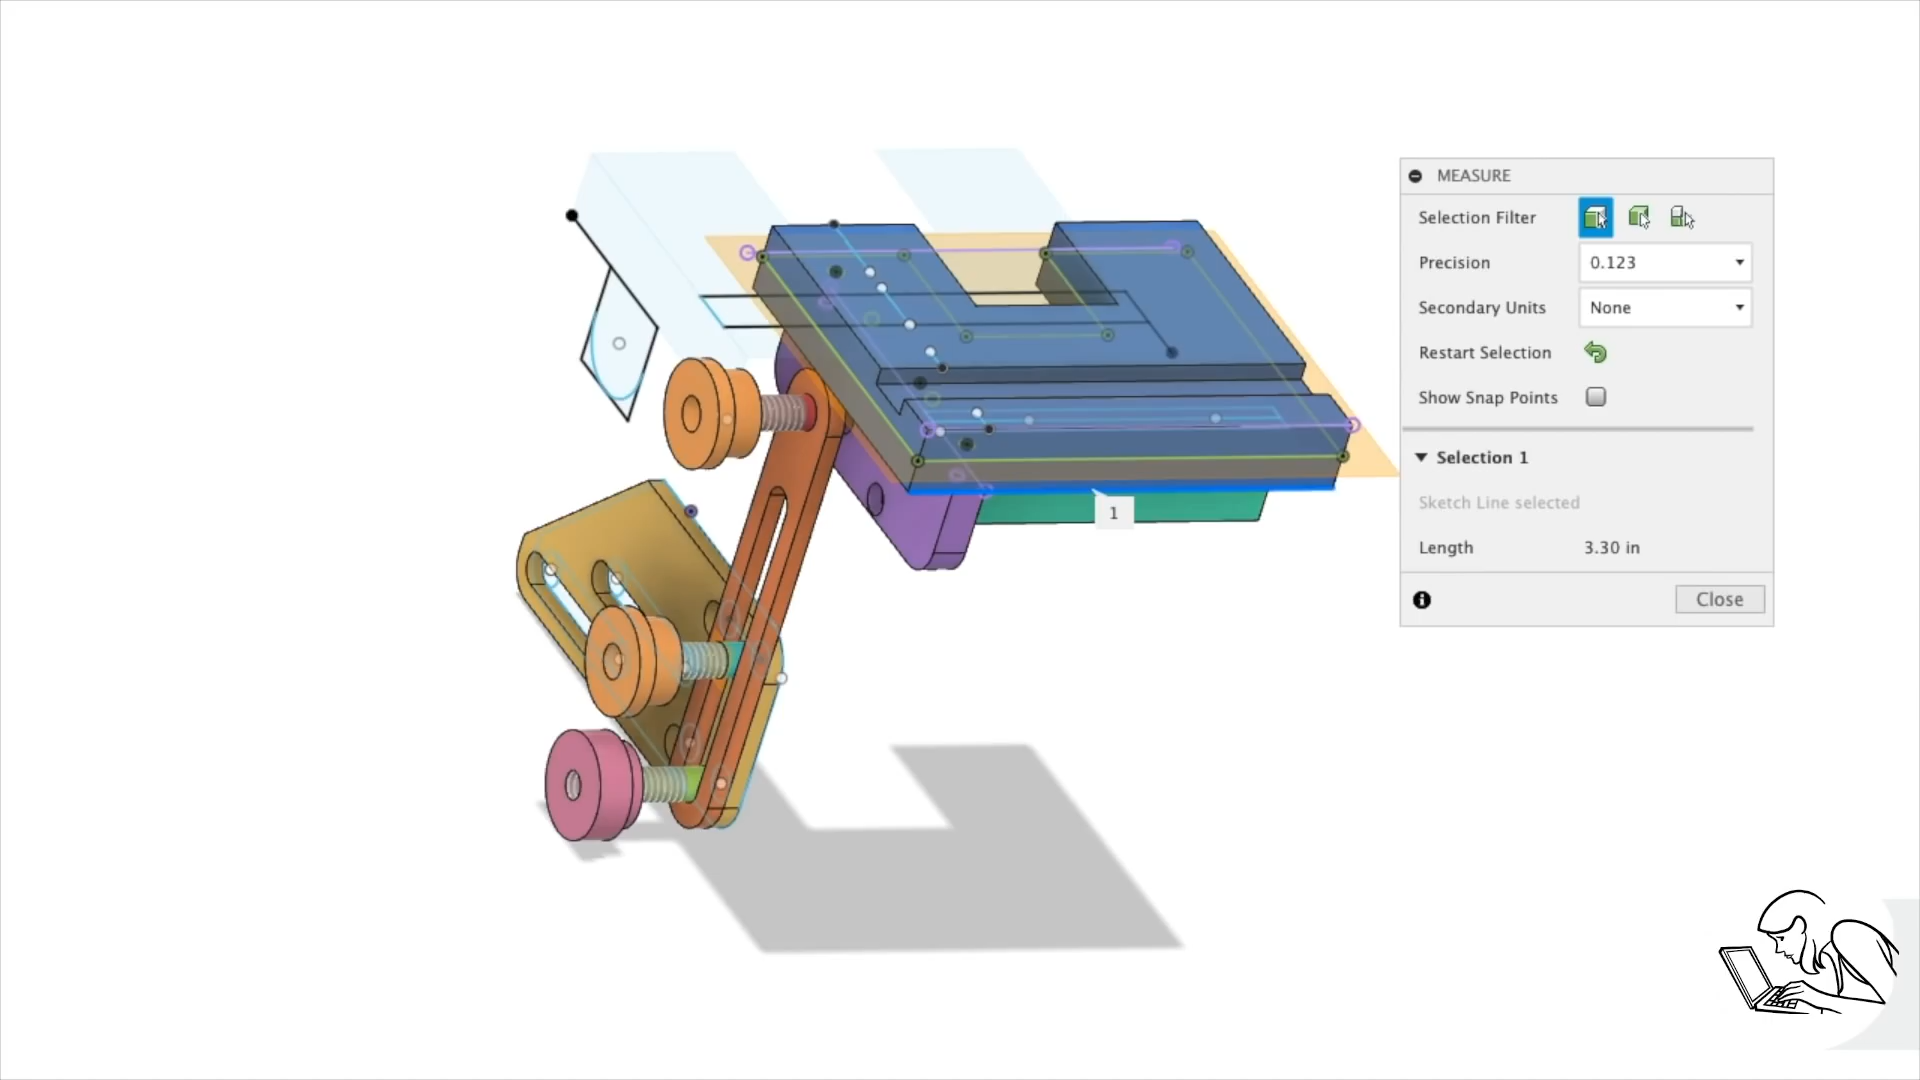 MEASURE
Selection Filter
Precision 0.123
Secondary Units None
Restart Selection
Show Snap Points
Selection 1
Sketch Line selected
Length 3.30 in
Close
1